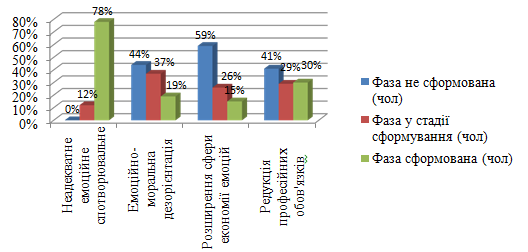 80%
70%
60%
50%
40%
30%
20%
10%
0%
0%
12%
78%
44%
37%
19%
59%
26%
15%
41%
29%
30%
Неадекватне
емоційне
спотворювальне
Емоційно-
моральна
дезорієнтація
Розширення сфери
економії емоцій
Редукція
професійних
обов'язків
Фаза не сформована
(чол)
Фаза у стадії
сформування (чол)
Фаза сформована (чол)